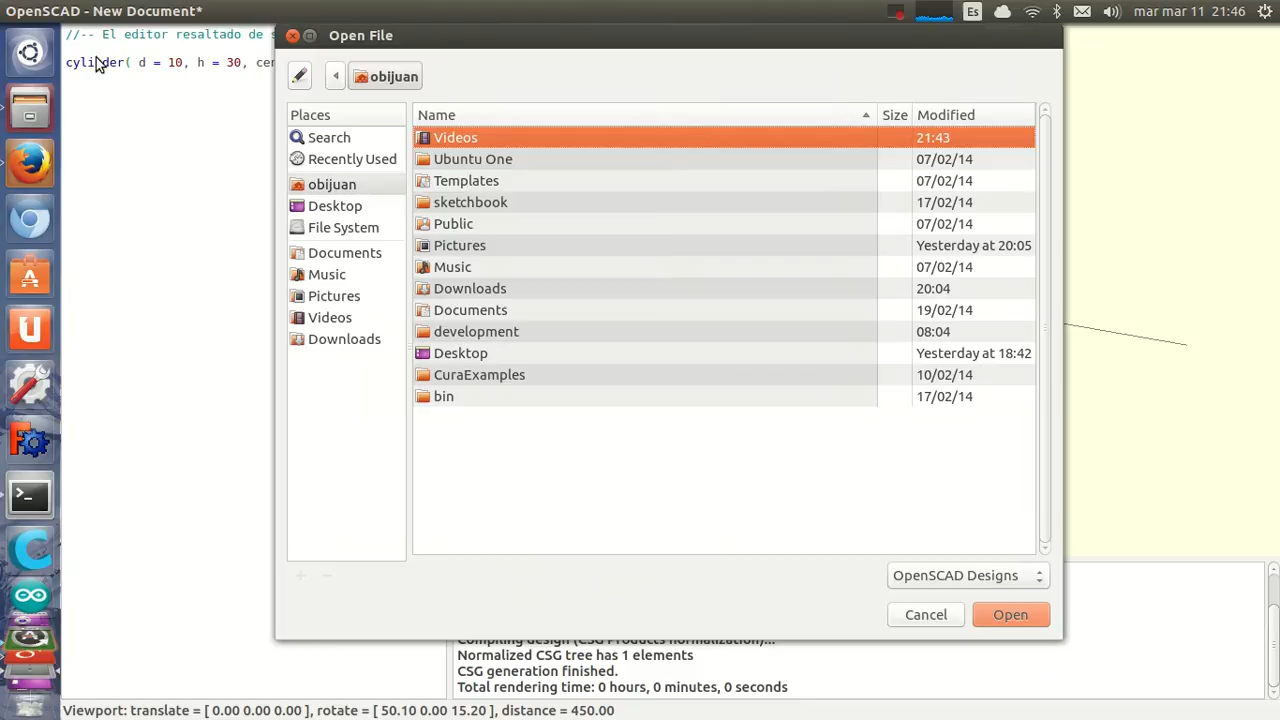 OpenSCAD - New Document*
Es
mar mar 11 21:46
//-- El editor resaltado de s
cylinder( d = 10, h = 30, cen
Open File
obijuan
Places
Search
Recently Used
obijuan
Desktop
File System
Documents
Music
Pictures
Videos
Downloads
Name Size Modified
Videos 21:43
Ubuntu One 07/02/14
Templates 07/02/14
sketchbook 17/02/14
Public 07/02/14
Pictures Yesterday at 20:05
Music 07/02/14
Downloads 20:04
Documents 19/02/14
development 08:04
Desktop Yesterday at 18:42
CuraExamples 10/02/14
bin 17/02/14
OpenSCAD Designs
Cancel Open
Compiling design (CSG Products normalization)...
Normalized CSG tree has 1 elements
CSG generation finished.
Total rendering time: 0 hours, 0 minutes, 0 seconds
Viewport: translate = [ 0.00 0.00 0.00 ], rotate = [ 50.10 0.00 15.20 ], distance = 450.00